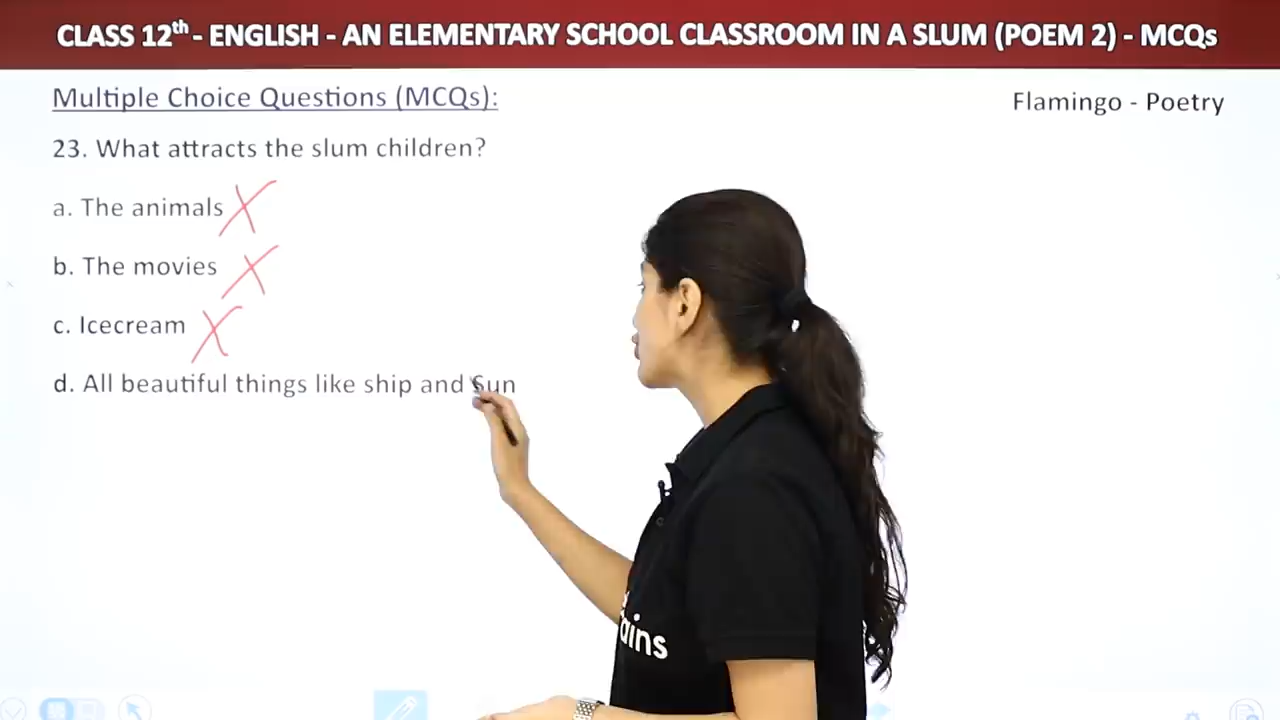 CLASS 12th - ENGLISH - AN ELEMENTARY SCHOOL CLASSROOM IN A SLUM (POEM 2) - MCQs
Multiple Choice Questions (MCQs):
Flamingo - Poetry
23. What attracts the slum children?
a. The animals
b. The movies
c. Icecream
d. All beautiful things like ship and Sun